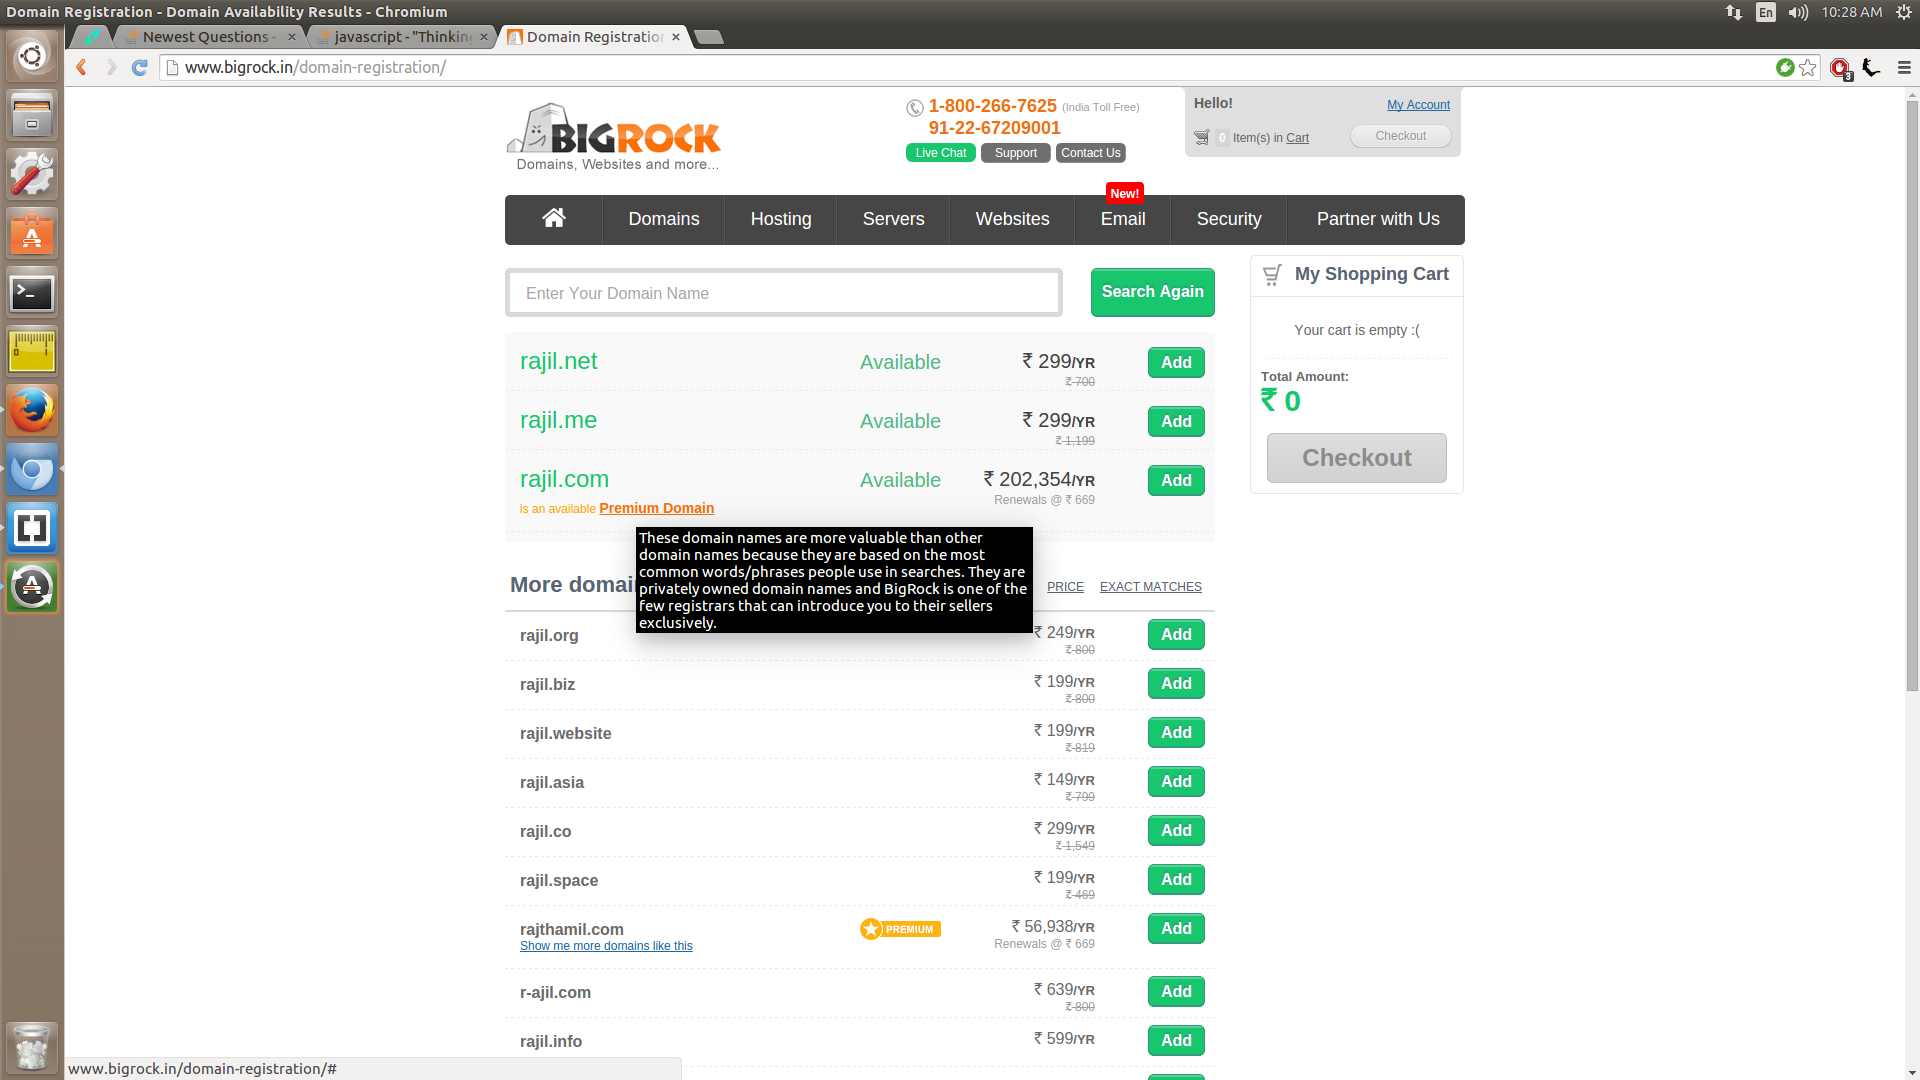 Domain Registration - Domain Availability Results - Chromium
En
10:28 AM
Newest Questions -
javascript - "Thinking
Domain Registration
www.bigrock.in/domain-registration/
3
BIGROCK
Domains, Websites and more...
1-800-266-7625 (India Toll Free)
91-22-67209001
Live Chat Support Contact Us
Hello!
My Account
0 Item(s) in Cart
Checkout
New!
Domains Hosting Servers Websites Email Security Partner with Us
Enter Your Domain Name
Search Again
My Shopping Cart
Your cart is empty :(
Total Amount:
₹ 0
Checkout
rajil.net Available ₹ 299/YR Add
₹ 700
rajil.me Available ₹ 299/YR Add
₹ 1,199
rajil.com Available ₹ 202,354/YR Add
Renewals @ ₹ 669
is an available Premium Domain
These domain names are more valuable than other
domain names because they are based on the most
common words/phrases people use in searches. They are
privately owned domain names and BigRock is one of the
few registrars that can introduce you to their sellers
exclusively.
More domai
PRICE EXACT MATCHES
rajil.org ₹ 249/YR Add
₹ 800
rajil.biz ₹ 199/YR Add
₹ 800
rajil.website ₹ 199/YR Add
₹ 819
rajil.asia ₹ 149/YR Add
₹ 799
rajil.co ₹ 299/YR Add
₹ 1,549
rajil.space ₹ 199/YR Add
₹ 469
rajthamil.com PREMIUM ₹ 56,938/YR Add
Show me more domains like this Renewals @ ₹ 669
r-ajil.com ₹ 639/YR Add
₹ 800
rajil.info ₹ 599/YR Add
www.bigrock.in/domain-registration/#